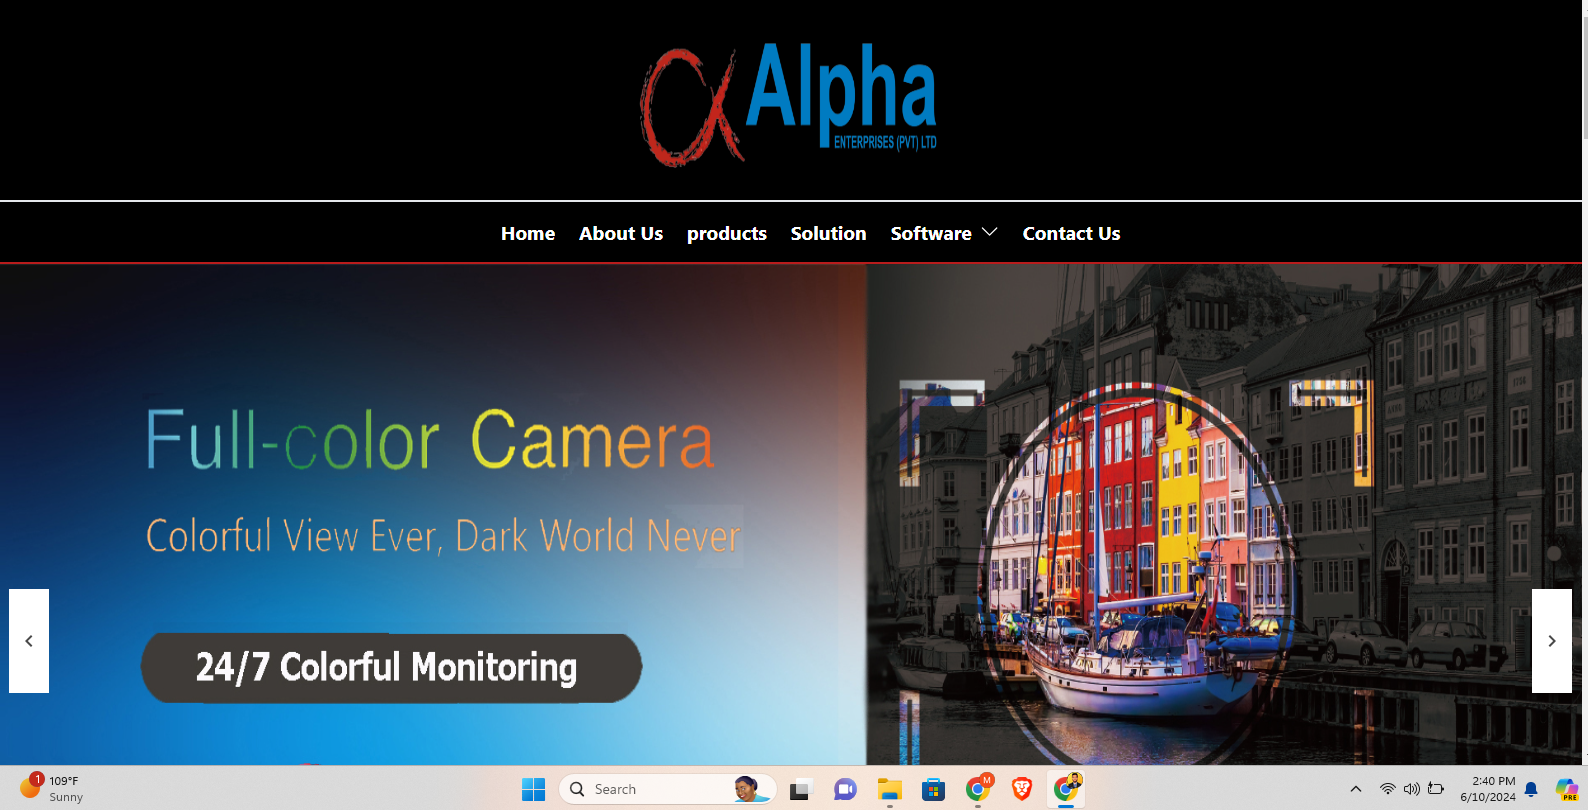 Alpha
ENTERPRISES (PVT) LTD
Home About Us products Solution Software Contact Us
Full-color Camera
Colorful View Ever, Dark World Never
24/7 Colorful Monitoring
1
109°F
Sunny
Search
M
PRE
2:40 PM
6/10/2024